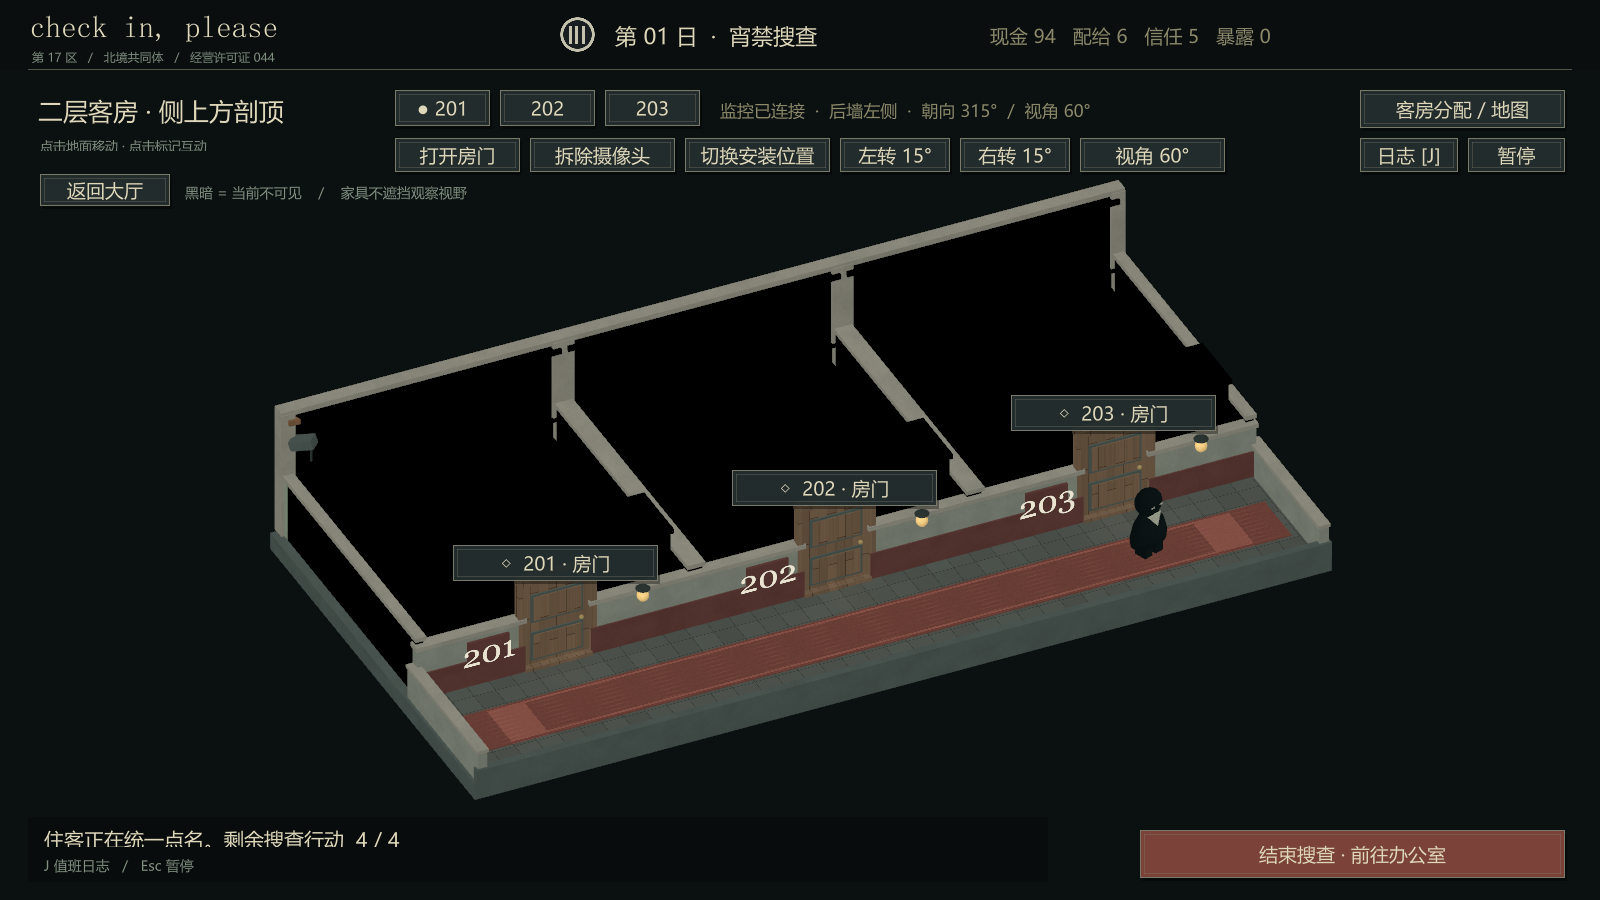 check in, please
第 17 区 / 北境共同体 / 经营许可证 044
第 01 日 · 宵禁搜查
现金 94 配给 6 信任 5 暴露 0
二层客房 · 侧上方剖顶
点击地面移动 · 点击标记互动
返回大厅
黑暗 = 当前不可见 / 家具不遮挡观察视野
● 201
202
203
监控已连接 · 后墙左侧 · 朝向 315° / 视角 60°
打开房门
拆除摄像头
切换安装位置
左转 15°
右转 15°
视角 60°
客房分配 / 地图
日志 [J]
暂停
◇ 203 · 房门
◇ 202 · 房门
◇ 201 · 房门
203
202
201
住客正在统一点名。剩余搜查行动 4 / 4
J 值班日志 / Esc 暂停
结束搜查 · 前往办公室